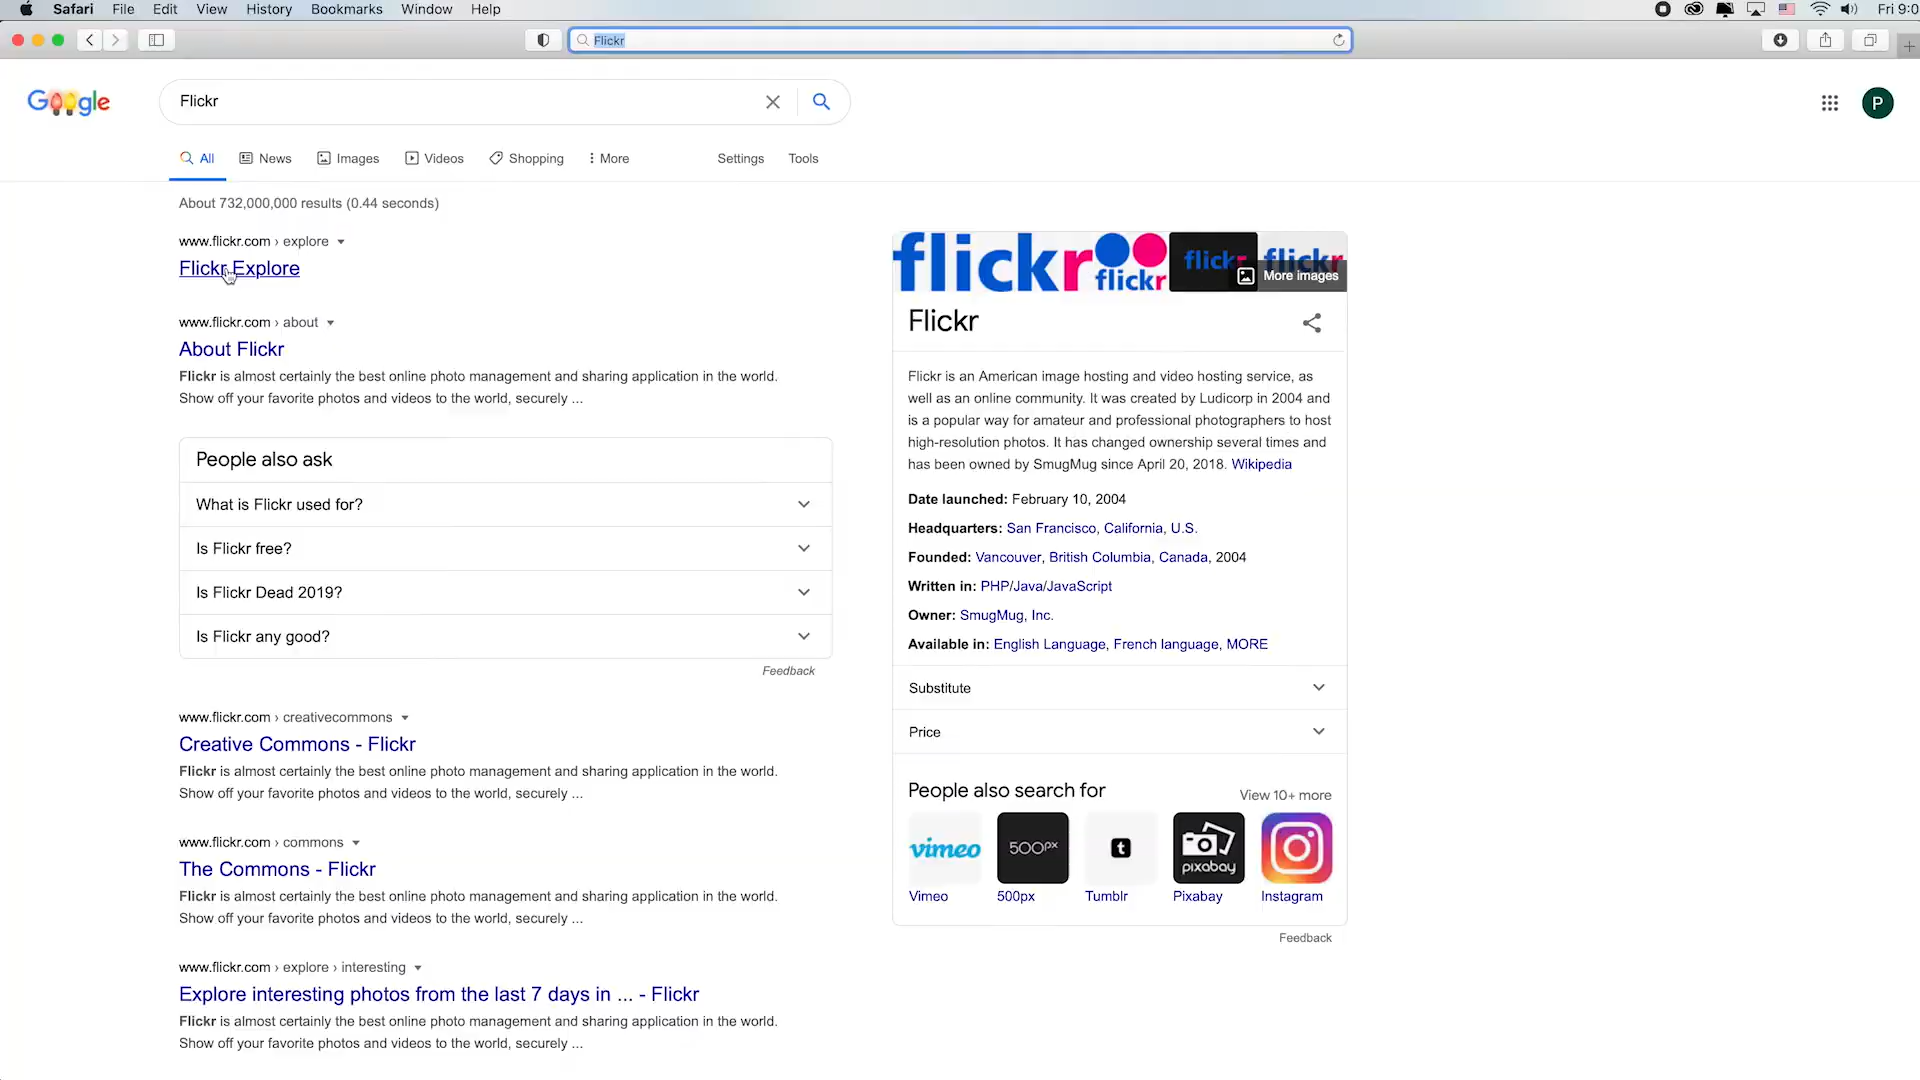 Safari File Edit View History Bookmarks Window Help
Fri 9:0
Flickr
Google
Flickr
P
All News Images Videos Shopping More Settings Tools
About 732,000,000 results (0.44 seconds)
www.flickr.com › explore
Flickr Explore
www.flickr.com › about
About Flickr
Flickr is almost certainly the best online photo management and sharing application in the world.
Show off your favorite photos and videos to the world, securely ...
People also ask
What is Flickr used for?
Is Flickr free?
Is Flickr Dead 2019?
Is Flickr any good?
Feedback
www.flickr.com › creativecommons
Creative Commons - Flickr
Flickr is almost certainly the best online photo management and sharing application in the world.
Show off your favorite photos and videos to the world, securely ...
www.flickr.com › commons
The Commons - Flickr
Flickr is almost certainly the best online photo management and sharing application in the world.
Show off your favorite photos and videos to the world, securely ...
www.flickr.com › explore › interesting
Explore interesting photos from the last 7 days in ... - Flickr
Flickr is almost certainly the best online photo management and sharing application in the world.
Show off your favorite photos and videos to the world, securely ...
flickr flickr flickr flickr
More images
Flickr
Flickr is an American image hosting and video hosting service, as
well as an online community. It was created by Ludicorp in 2004 and
is a popular way for amateur and professional photographers to host
high-resolution photos. It has changed ownership several times and
has been owned by SmugMug since April 20, 2018. Wikipedia
Date launched: February 10, 2004
Headquarters: San Francisco, California, U.S.
Founded: Vancouver, British Columbia, Canada, 2004
Written in: PHP/Java/JavaScript
Owner: SmugMug, Inc.
Available in: English Language, French language, MORE
Substitute
Price
People also search for
View 10+ more
vimeo 500px t pixabay
Vimeo 500px Tumblr Pixabay Instagram
Feedback